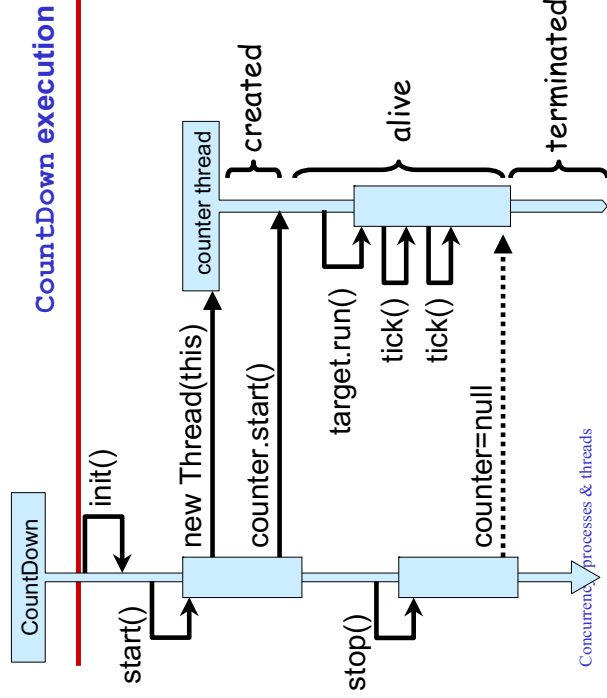 CountDown execution
CountDown
init()
start()
new Thread(this)
counter.start()
counter thread
created
target.run()
tick()
tick()
alive
stop()
counter=null
terminated
Concurrency: processes & threads